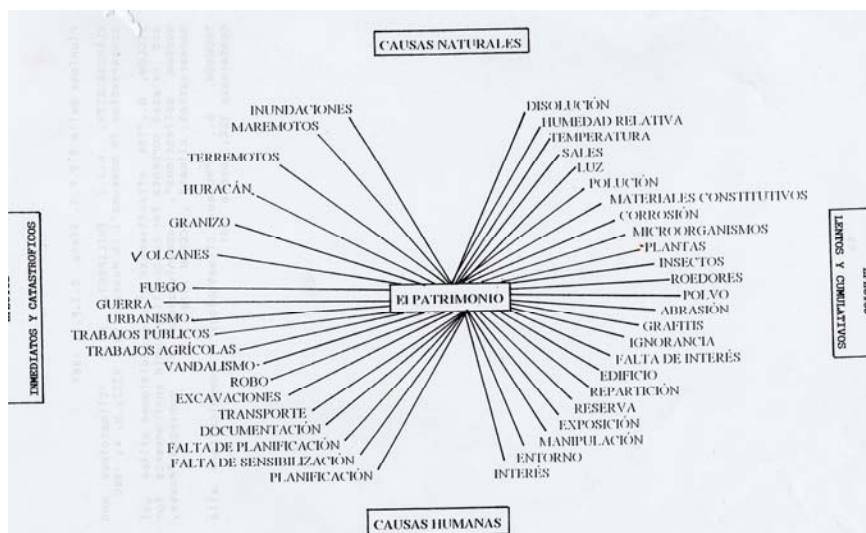 CAUSAS NATURALES
INUNDACIONES
MAREMOTOS
TERREMOTOS
HURACÁN
GRANIZO
VOLCANES
FUEGO
GUERRA
URBANISMO
TRABAJOS PÚBLICOS
TRABAJOS AGRÍCOLAS
VANDALISMO
ROBO
EXCAVACIONES
TRANSPORTE
DOCUMENTACIÓN
FALTA DE PLANIFICACIÓN
FALTA DE SENSIBILIZACIÓN
PLANIFICACIÓN
DISOLUCIÓN
HUMEDAD RELATIVA
TEMPERATURA
SALES
LUZ
POLUCIÓN
MATERIALES CONSTITUTIVOS
CORROSIÓN
MICROORGANISMOS
PLANTAS
INSECTOS
ROEDORES
POLVO
ABRASIÓN
GRAFITIS
IGNORANCIA
FALTA DE INTERÉS
EDIFICIO
REPARTICIÓN
RESERVA
EXPOSICIÓN
MANIPULACIÓN
ENTORNO
INTERÉS
El PATRIMONIO
INMEDIATOS Y CATASTROFICOS
LENTOS Y CUMULATIVOS
CAUSAS HUMANAS